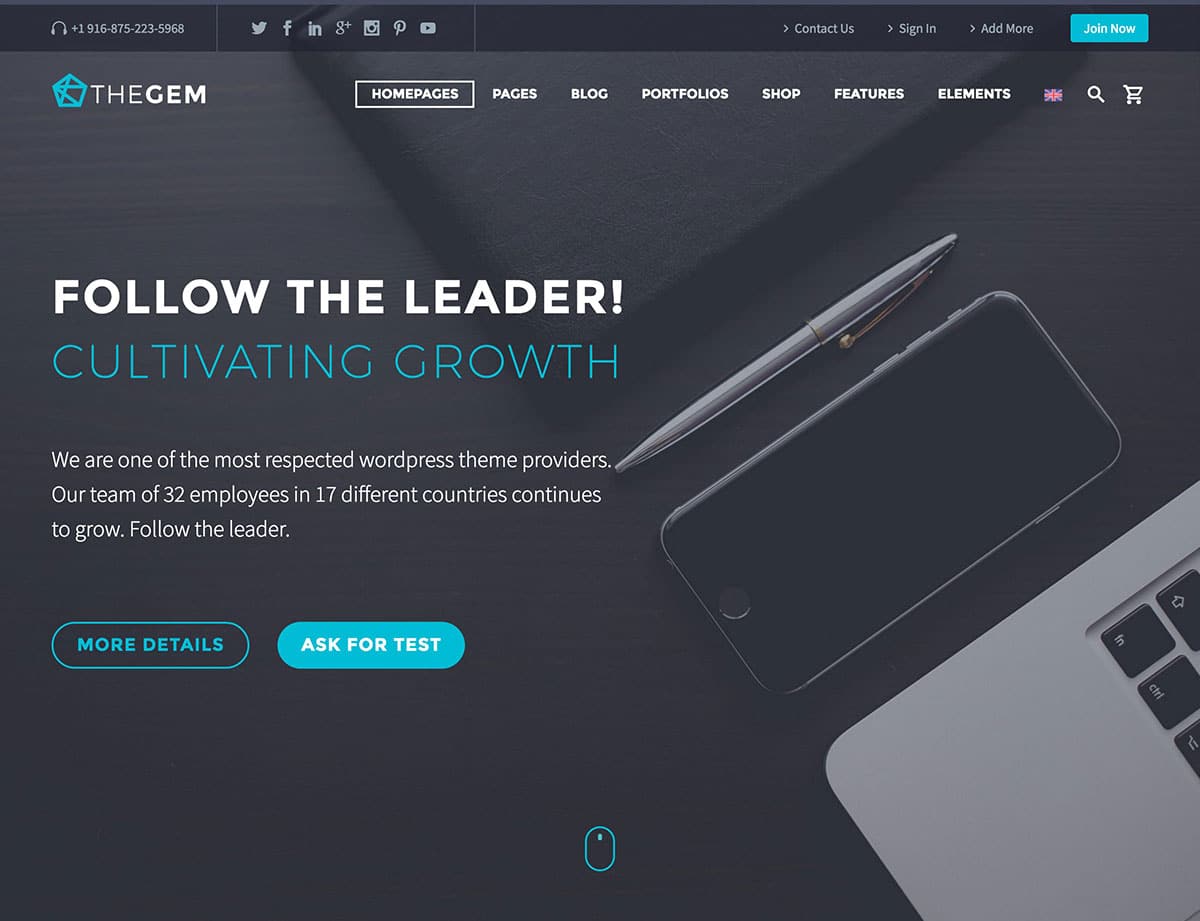 +1 916-875-223-5968
Contact Us
Sign In
Add More
Join Now
THEGEM
HOMEPAGES
PAGES
BLOG
PORTFOLIOS
SHOP
FEATURES
ELEMENTS
FOLLOW THE LEADER!
CULTIVATING GROWTH
We are one of the most respected wordpress theme providers.
Our team of 32 employees in 17 different countries continues
to grow. Follow the leader.
MORE DETAILS
ASK FOR TEST
fn
ctrl